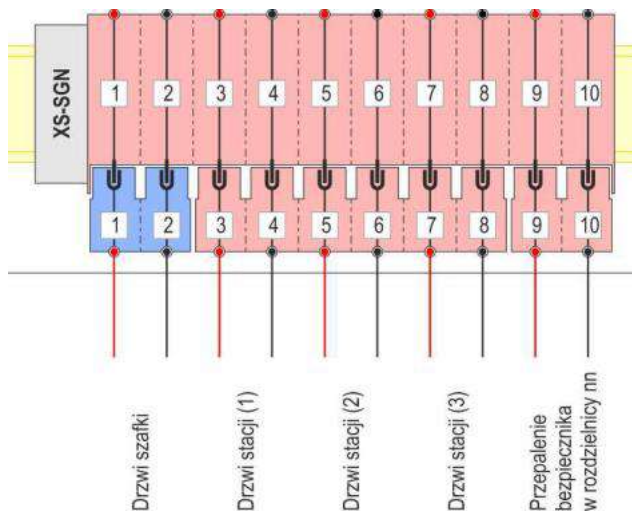 XS-SGN
1 2 3 4 5 6 7 8 9 10
1 2 3 4 5 6 7 8 9 10
Drzwi szafki
Drzwi stacji (1)
Drzwi stacji (2)
Drzwi stacji (3)
Przepalenie
bezpiecznika
w rozdzielnicy nn